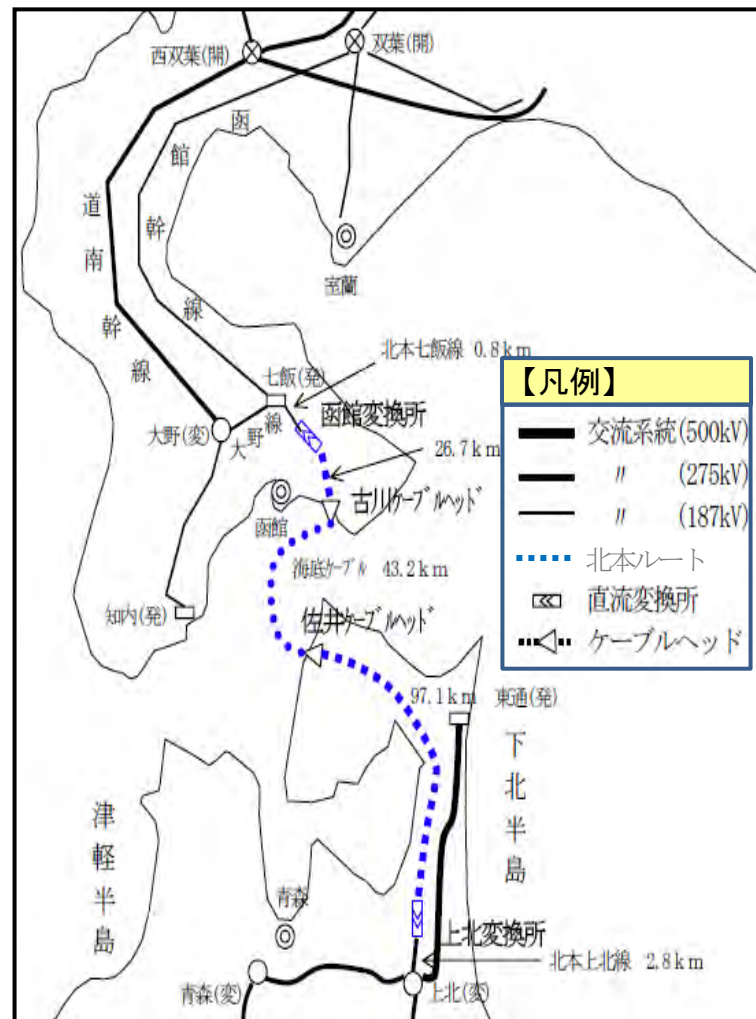 西双葉(開)
双葉(開)
函館幹線
道南幹線
室蘭
北本七飯線 0.8km
七飯(発)
函館変換所
大野(変)
大野線
26.7km
古川ケーブルヘッド
函館
海底ケーブル 43.2km
知内(発)
佐井ケーブルヘッド
97.1km
東通(発)
下北半島
津軽半島
青森
上北変換所
北本上北線 2.8km
青森(変)
上北(変)
【凡例】
交流系統(500kV)
〃 (275kV)
〃 (187kV)
北本ルート
直流変換所
ケーブルヘッド